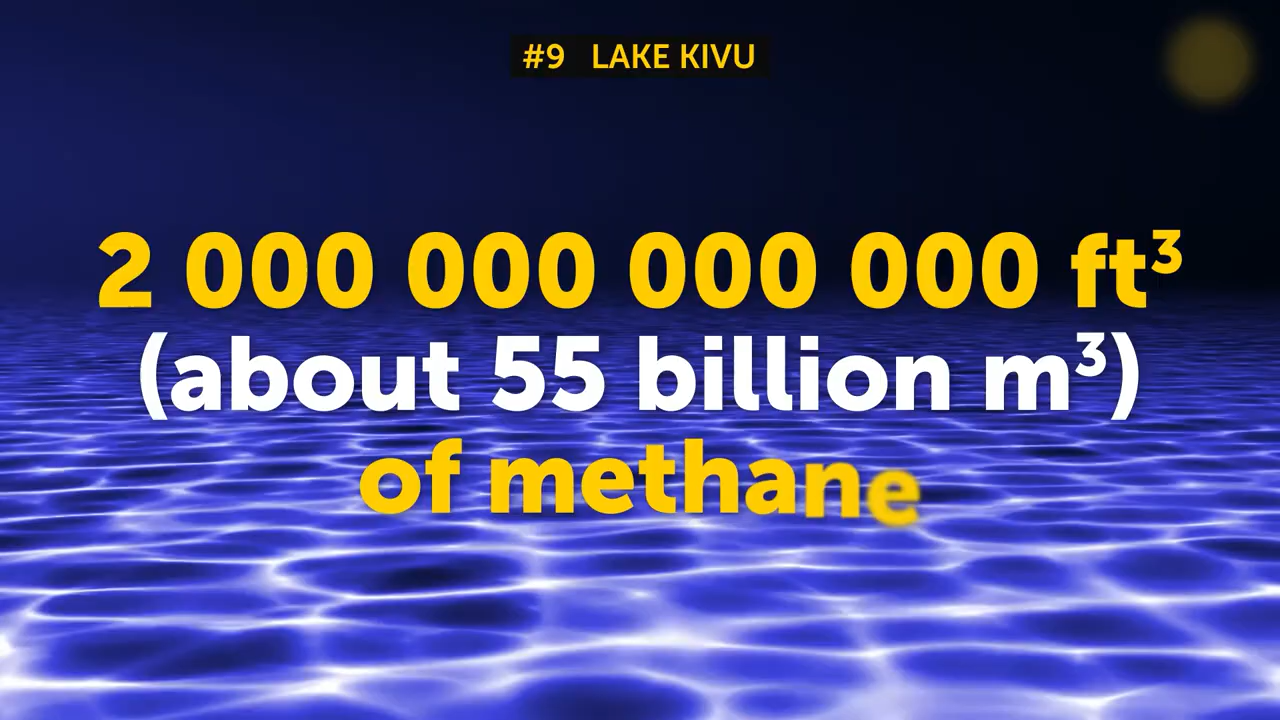 #9 LAKE KIVU
2 000 000 000 000 ft³
(about 55 billion m³)
of methane